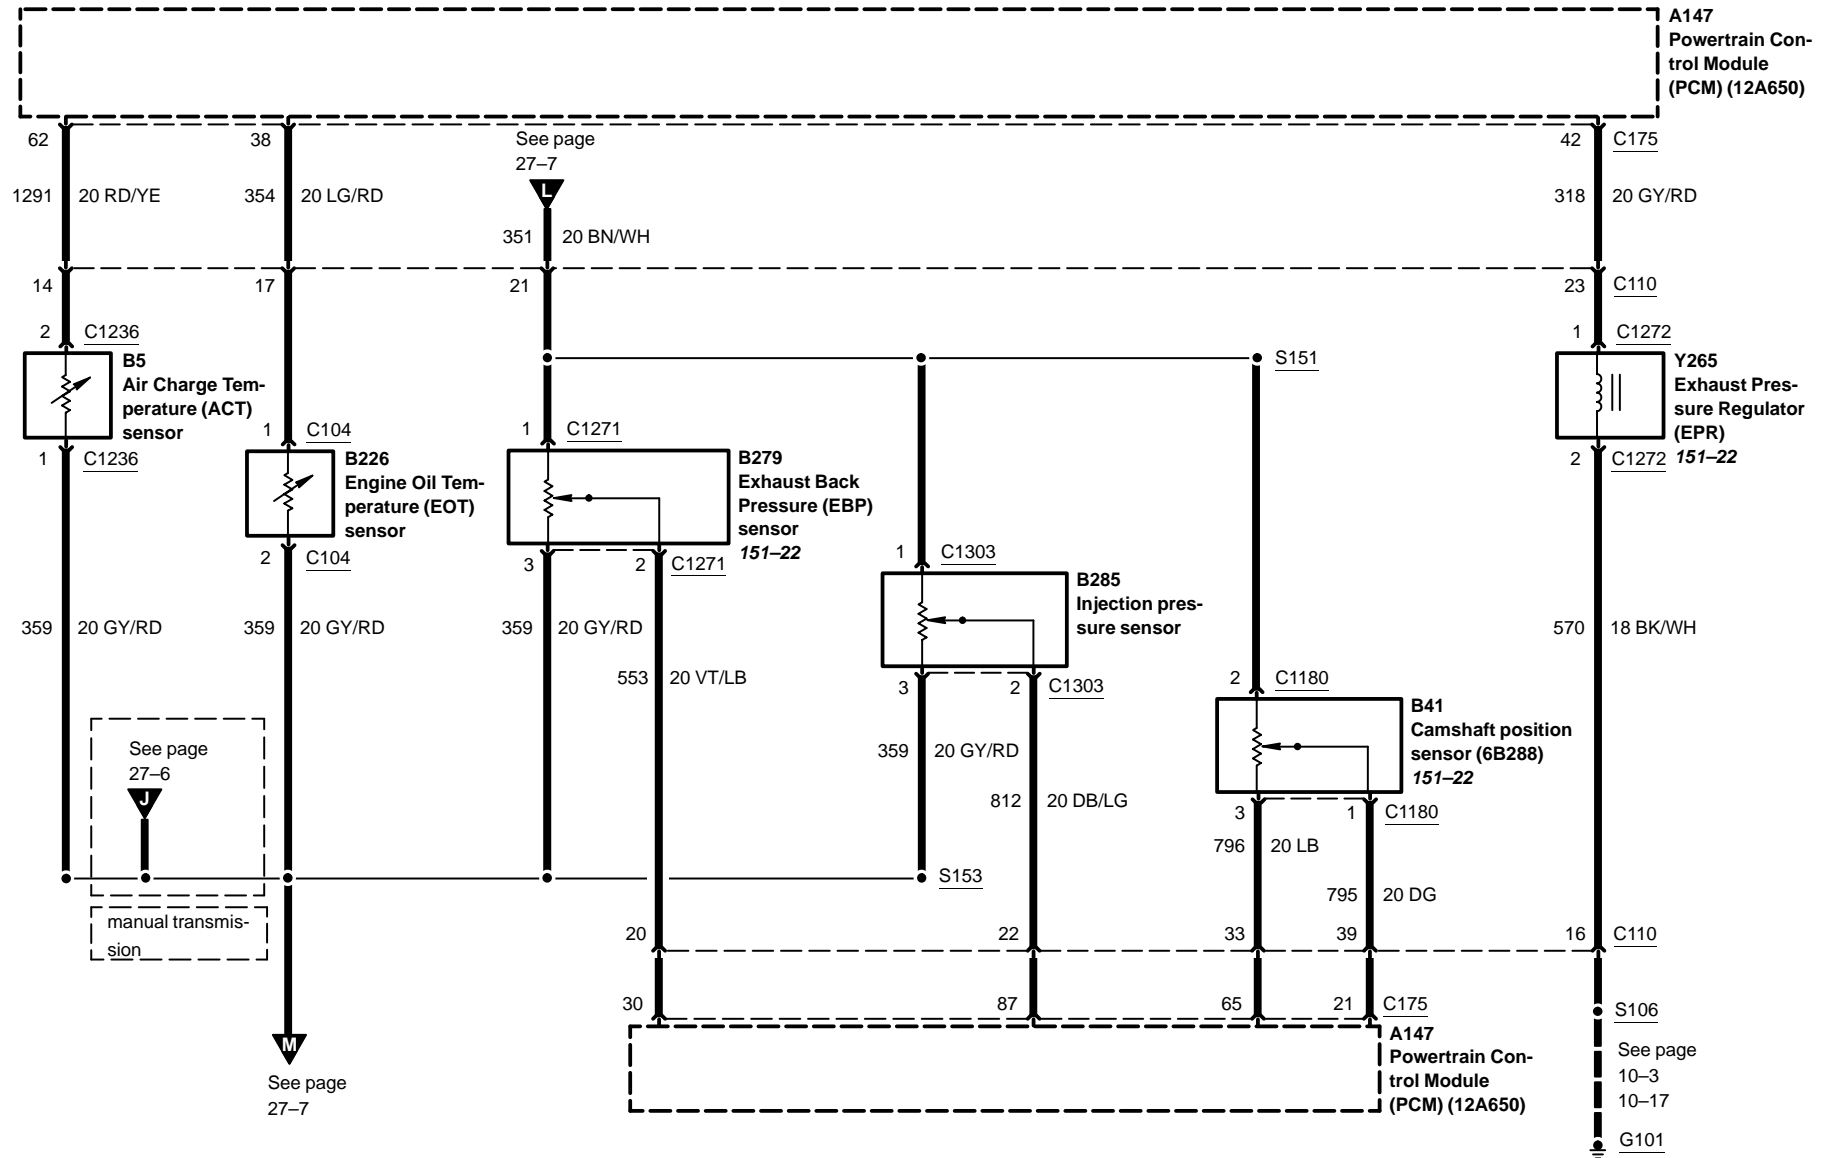 A147
Powertrain Con-
trol Module
(PCM) (12A650)
62
38
See page
27–7
42
C175
L
1291
20 RD/YE
354
20 LG/RD
318
20 GY/RD
351
20 BN/WH
14
17
21
23
C110
2
C1236
1
C1272
B5
Air Charge Tem-
perature (ACT)
sensor
S151
Y265
Exhaust Pres-
sure Regulator
(EPR)
151–22
1
C1236
1
C104
1
C1271
2
C1272
B226
Engine Oil Tem-
perature (EOT)
sensor
B279
Exhaust Back
Pressure (EBP)
sensor
151–22
2
C104
3
2
C1271
1
C1303
B285
Injection pres-
sure sensor
359
20 GY/RD
359
20 GY/RD
359
20 GY/RD
570
18 BK/WH
553
20 VT/LB
3
2
C1303
2
C1180
B41
Camshaft position
sensor (6B288)
151–22
See page
27–6
J
359
20 GY/RD
812
20 DB/LG
3
1
C1180
796
20 LB
S153
795
20 DG
manual transmis-
sion
20
22
33
39
16
C110
30
87
65
21
C175
S106
M
See page
27–7
A147
Powertrain Con-
trol Module
(PCM) (12A650)
See page
10–3
10–17
G101